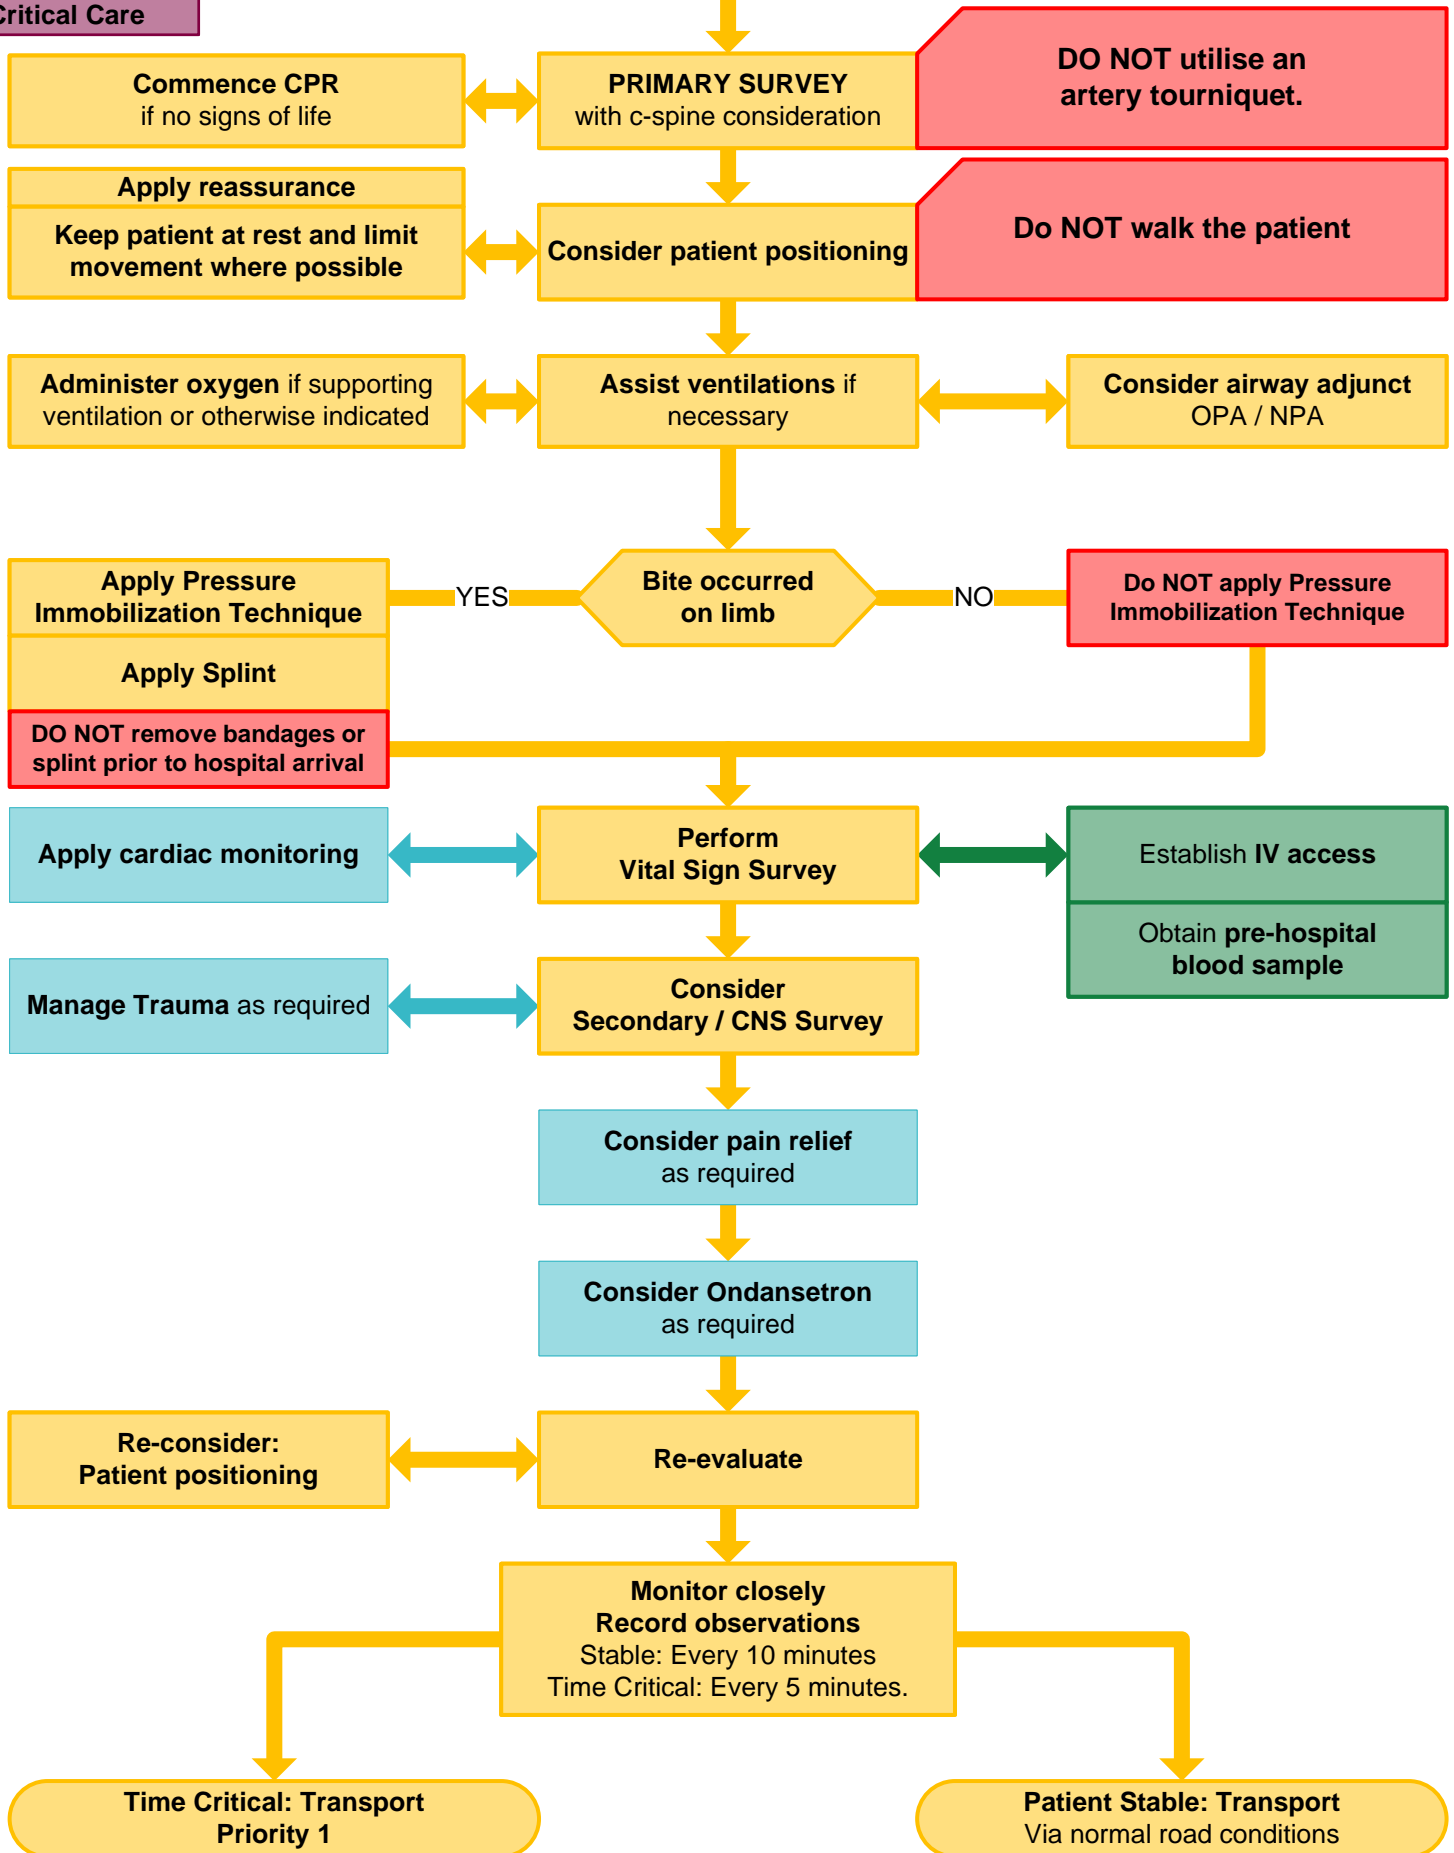 Critical Care
Commence CPR
if no signs of life
PRIMARY SURVEY
with c-spine consideration
DO NOT utilise an
artery tourniquet.
Apply reassurance
Keep patient at rest and limit
movement where possible
Consider patient positioning
Do NOT walk the patient
Administer oxygen if supporting
ventilation or otherwise indicated
Assist ventilations if
necessary
Consider airway adjunct
OPA / NPA
Apply Pressure
Immobilization Technique
YES
Bite occurred
on limb
NO
Do NOT apply Pressure
Immobilization Technique
Apply Splint
DO NOT remove bandages or
splint prior to hospital arrival
Apply cardiac monitoring
Perform
Vital Sign Survey
Establish IV access
Obtain pre-hospital
blood sample
Manage Trauma as required
Consider
Secondary / CNS Survey
Consider pain relief
as required
Consider Ondansetron
as required
Re-consider:
Patient positioning
Re-evaluate
Monitor closely
Record observations
Stable: Every 10 minutes
Time Critical: Every 5 minutes.
Time Critical: Transport
Priority 1
Patient Stable: Transport
Via normal road conditions